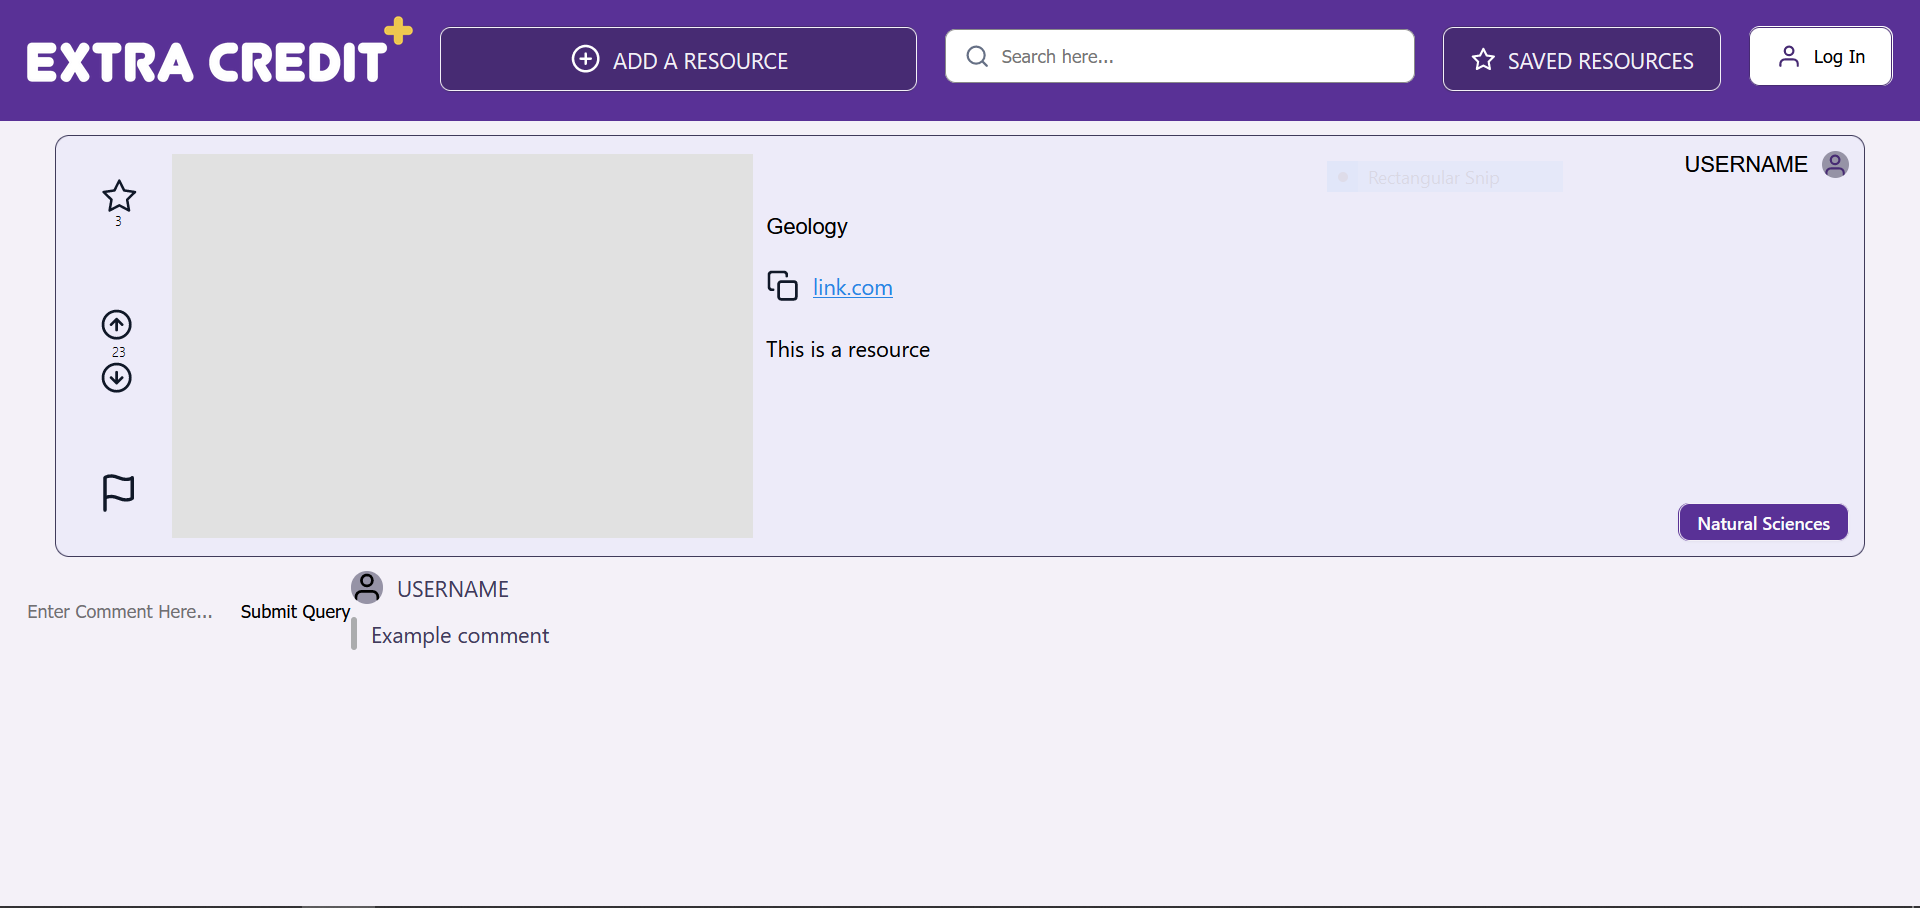 EXTRA CREDIT+
ADD A RESOURCE
Search here...
SAVED RESOURCES
Log In
3
23
Rectangular Snip
USERNAME
Geology
link.com
This is a resource
Natural Sciences
Enter Comment Here...
Submit Query
USERNAME
Example comment